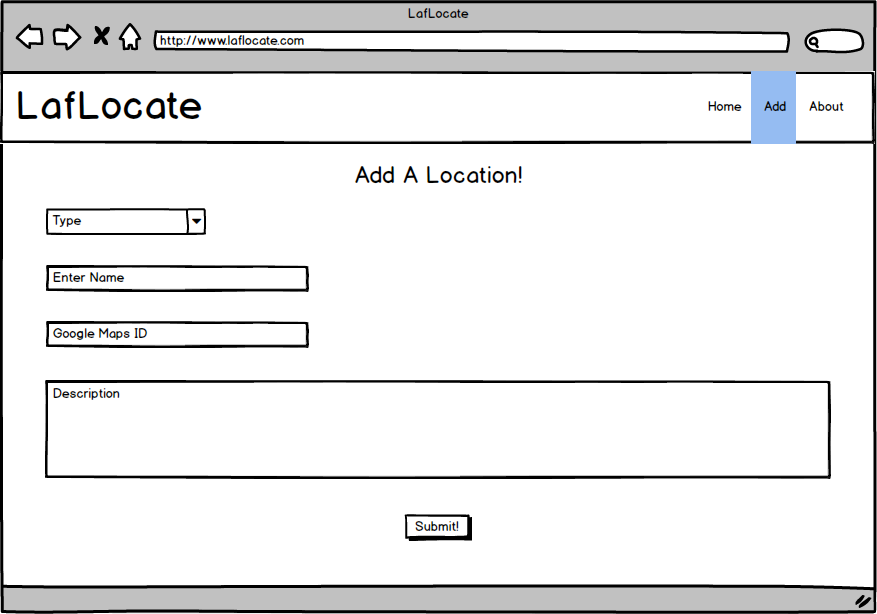 LafLocate
http://www.laflocate.com
LafLocate
Home Add About
Add A Location!
Type
Enter Name
Google Maps ID
Description
Submit!